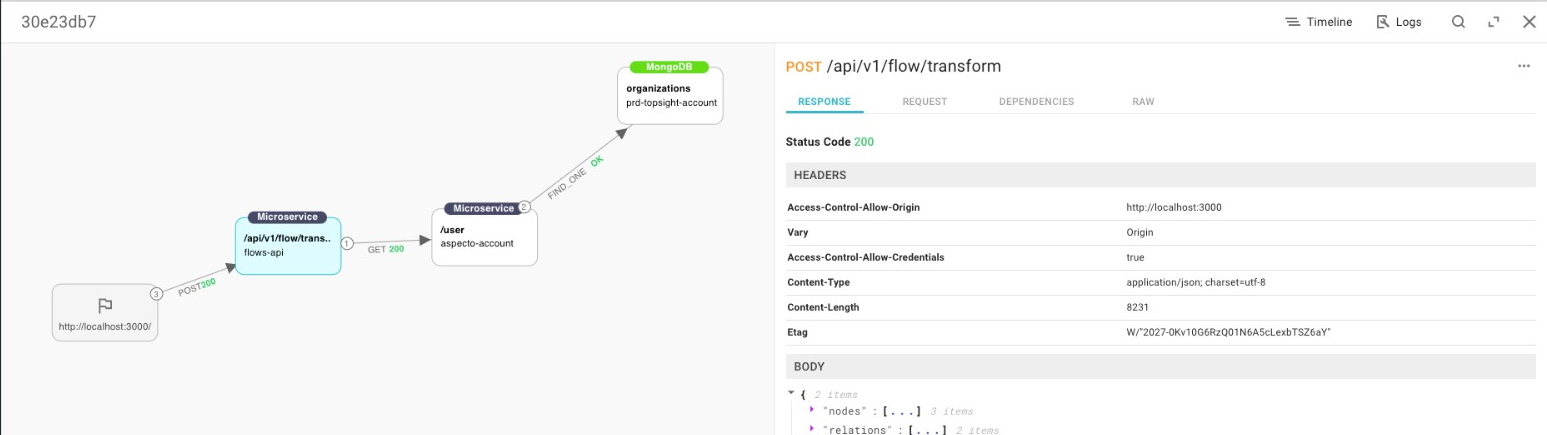 30e23db7
Timeline
Logs
MongoDB
organizations
prd-topsight-account
FIND_ONE OK
Microservice
2
/user
aspecto-account
Microservice
/api/v1/flow/trans..
flows-api
1
GET 200
3
POST200
http://localhost:3000/
POST /api/v1/flow/transform
RESPONSE REQUEST DEPENDENCIES RAW
Status Code 200
HEADERS
Access-Control-Allow-Origin http://localhost:3000
Vary Origin
Access-Control-Allow-Credentials true
Content-Type application/json; charset=utf-8
Content-Length 8231
Etag W/"2027-0Kv10G6RzQ01N6A5cLexbTSZ6aY"
BODY
{ 2 items
"nodes" : [...] 3 items
"relations" : [...] 2 items